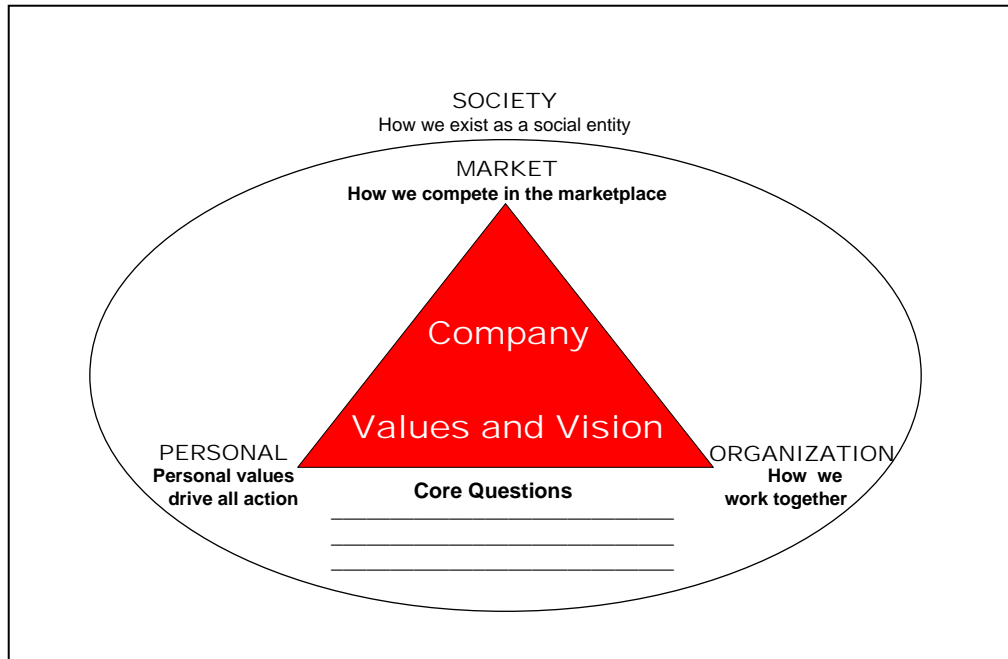 SOCIETY
How we exist as a social entity
MARKET
How we compete in the marketplace
Company
Values and Vision
PERSONAL
Personal values
drive all action
ORGANIZATION
How we
work together
Core Questions